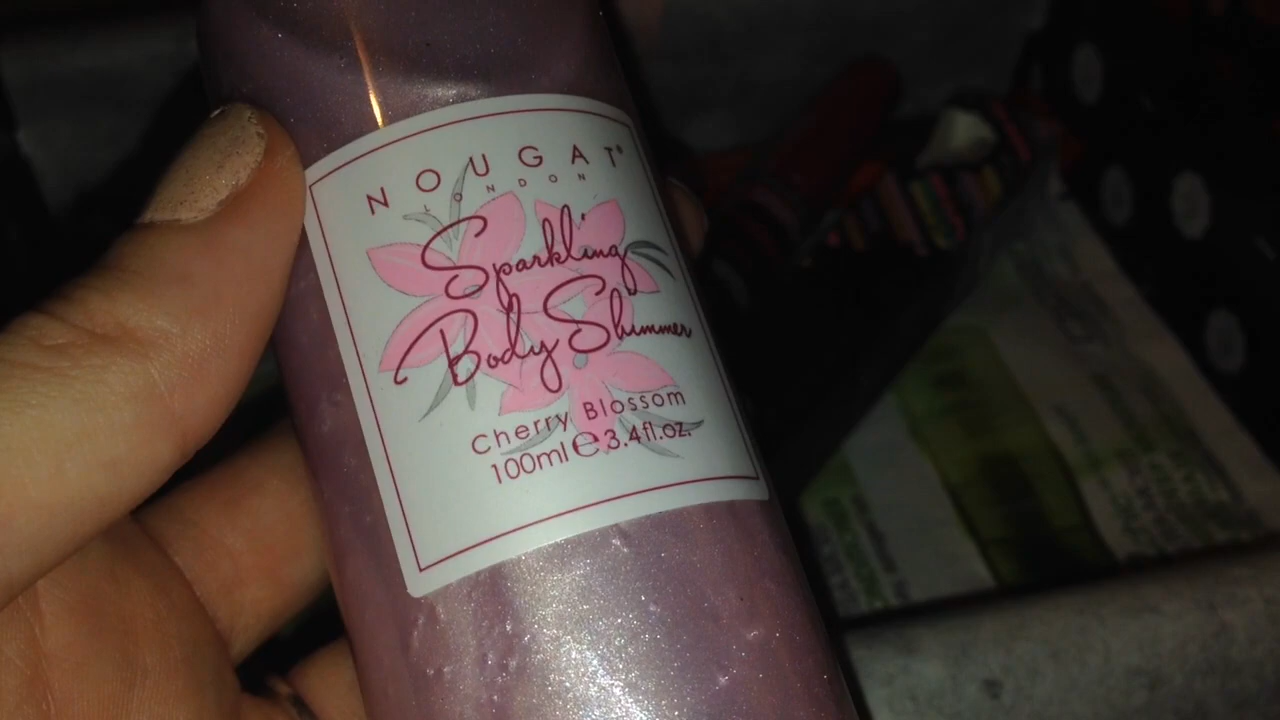 NOUGAT®
LONDON
Sparkling
Body Shimmer
Cherry Blossom
100ml ℮ 3.4fl.oz.